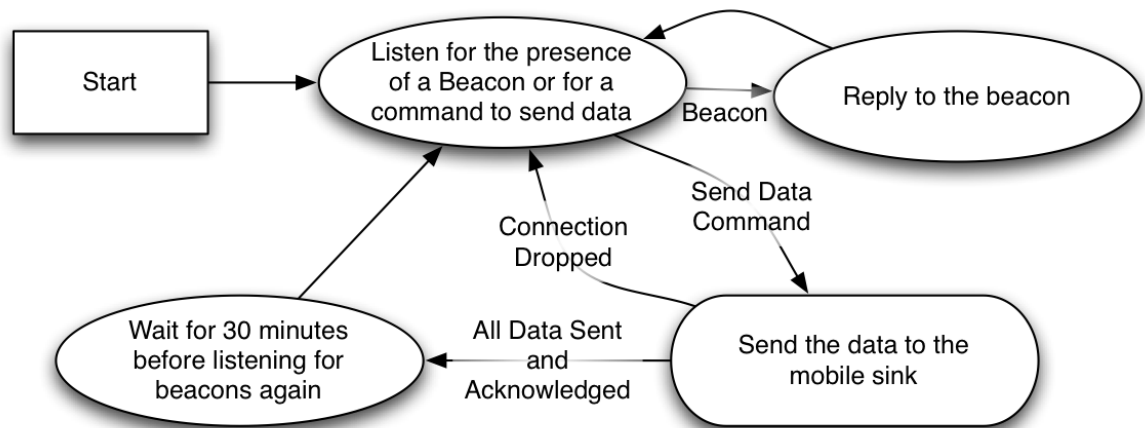 Start
Listen for the presence
of a Beacon or for a
command to send data
Beacon
Reply to the beacon
Send Data
Command
Connection
Dropped
Wait for 30 minutes
before listening for
beacons again
All Data Sent
and
Acknowledged
Send the data to the
mobile sink